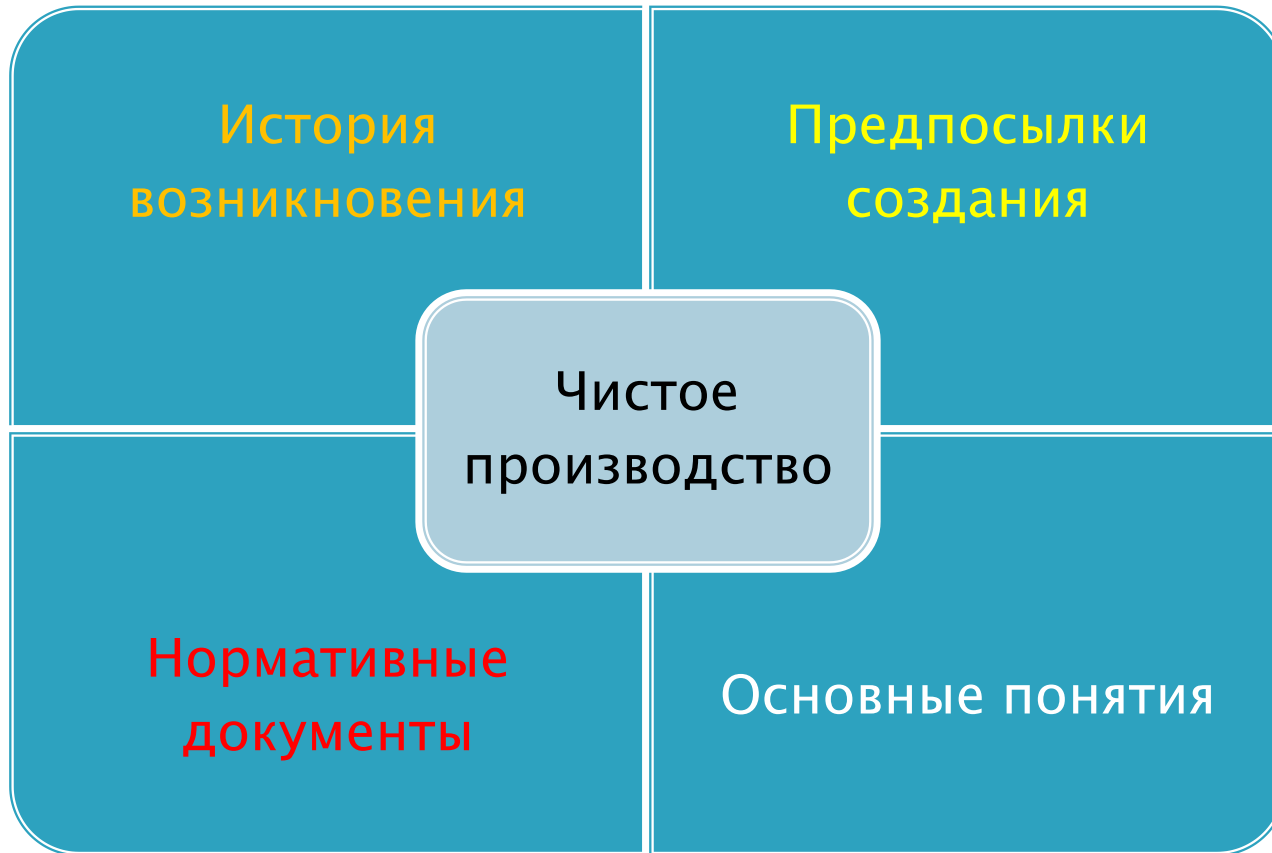 История
возникновения
Предпосылки
создания
Чистое
производство
Нормативные
документы
Основные понятия